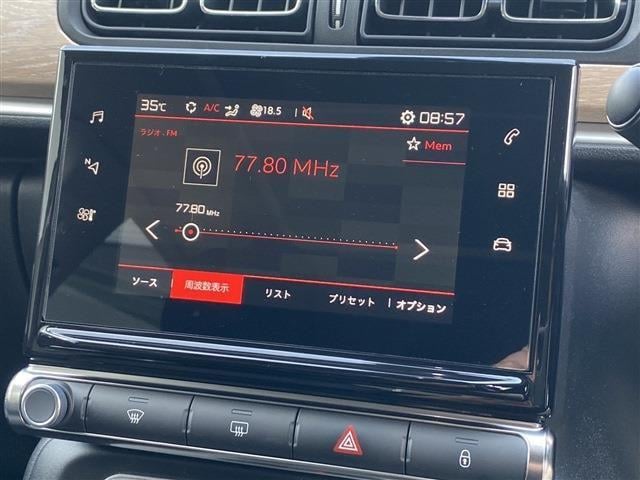 35℃ A/C 18.5 08:57
ラジオ . FM
Mem
77.80 MHz
77.80 MHz
N
ソース 周波数表示 リスト プリセット オプション